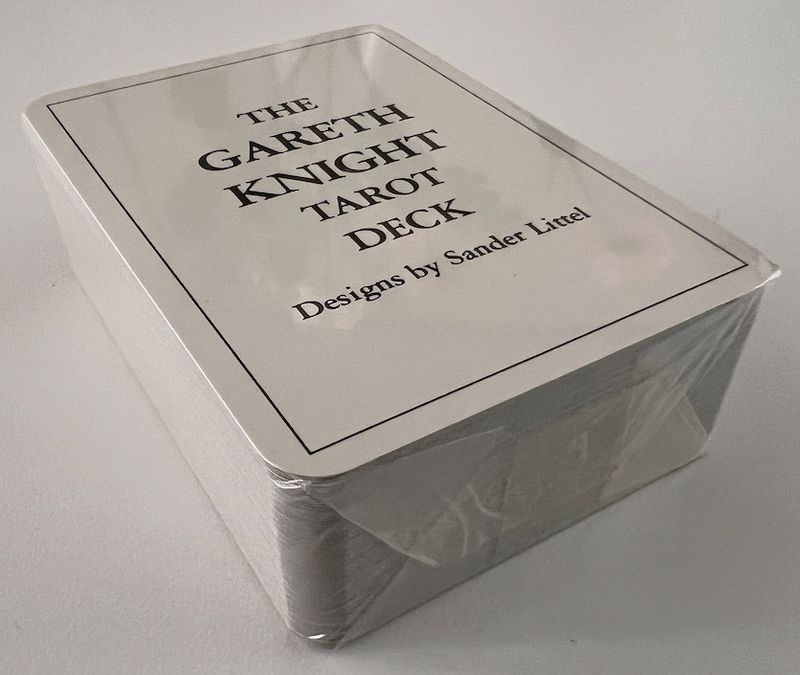 THE
GARETH
KNIGHT
TAROT
DECK
Designs by Sander Littel